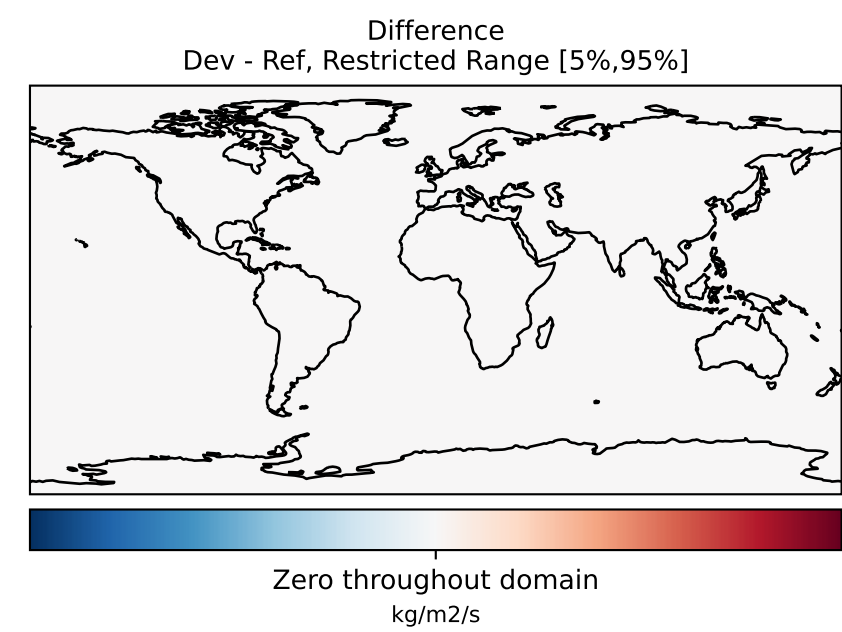 Difference
Dev - Ref, Restricted Range [5%,95%]
Zero throughout domain
kg/m2/s